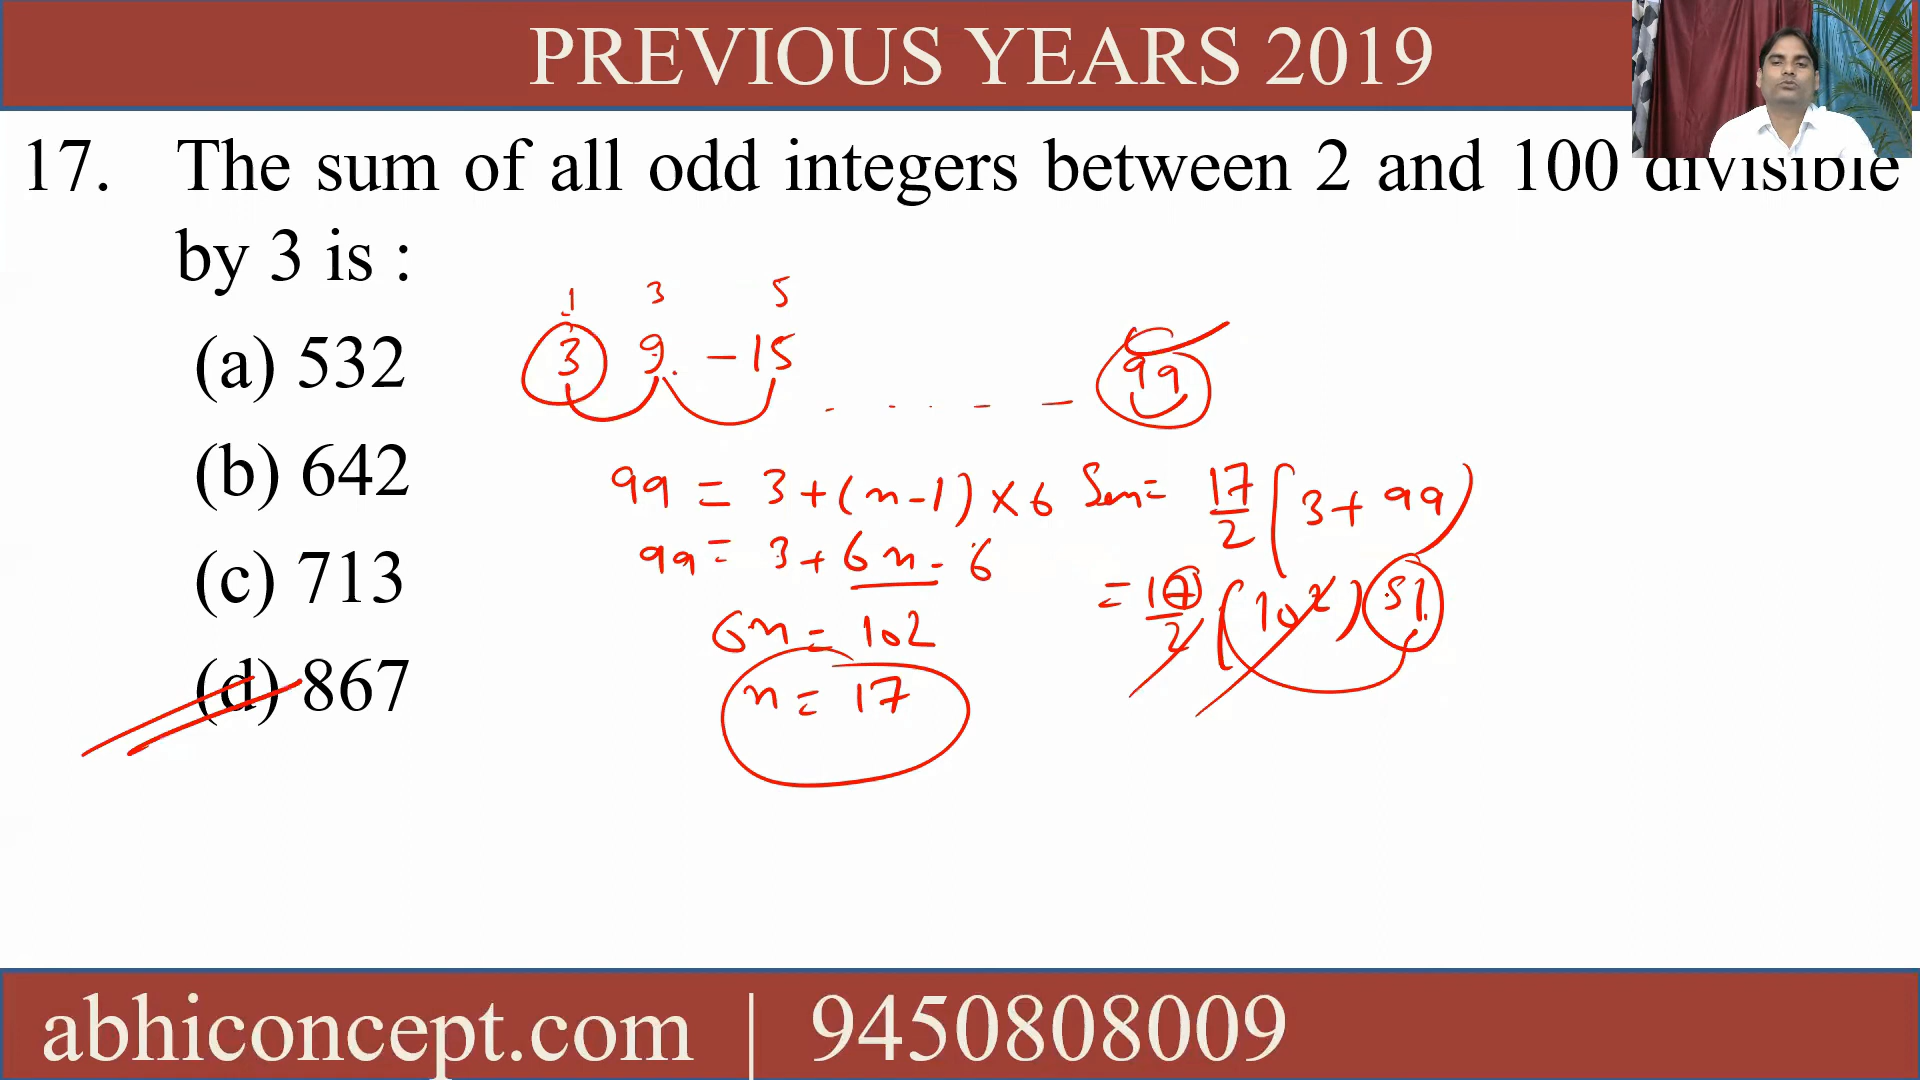 PREVIOUS YEARS 2019
17. The sum of all odd integers between 2 and 100 divisible
by 3 is :
1 3 5
(a) 532
3 9. - 15 - - 99
(b) 642
99 = 3 + (n-1) × 6 Sum = 17/2 (3 + 99)
99 = 3 + 6n - 6
(c) 713
= 17/2 (102) 51
6n = 102
(d) 867
n = 17
abhiconcept.com | 9450808009